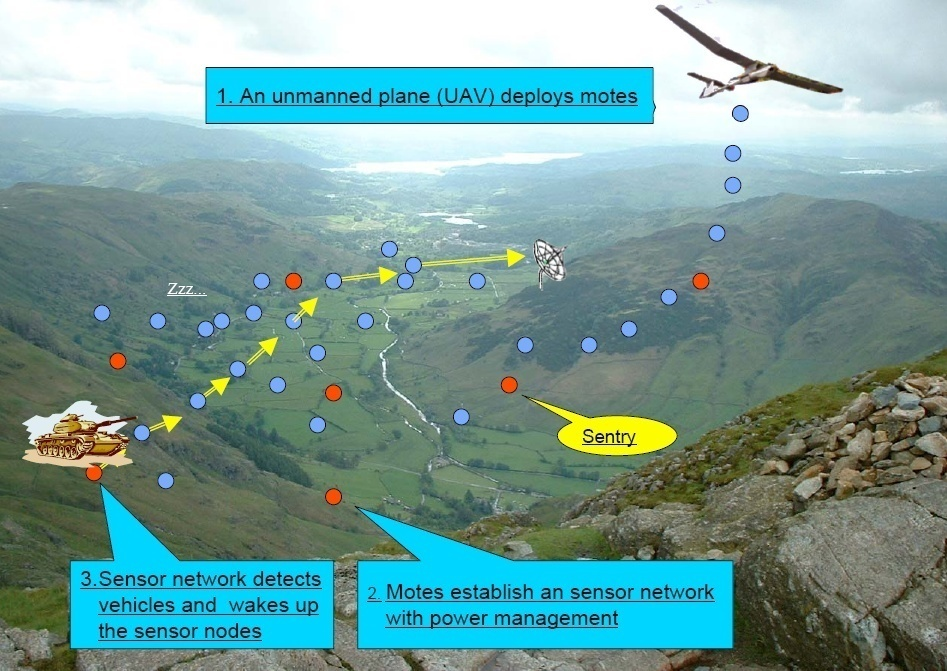 1. An unmanned plane (UAV) deploys motes
Zzz...
Sentry
3.Sensor network detects
vehicles and wakes up
the sensor nodes
2. Motes establish an sensor network
with power management